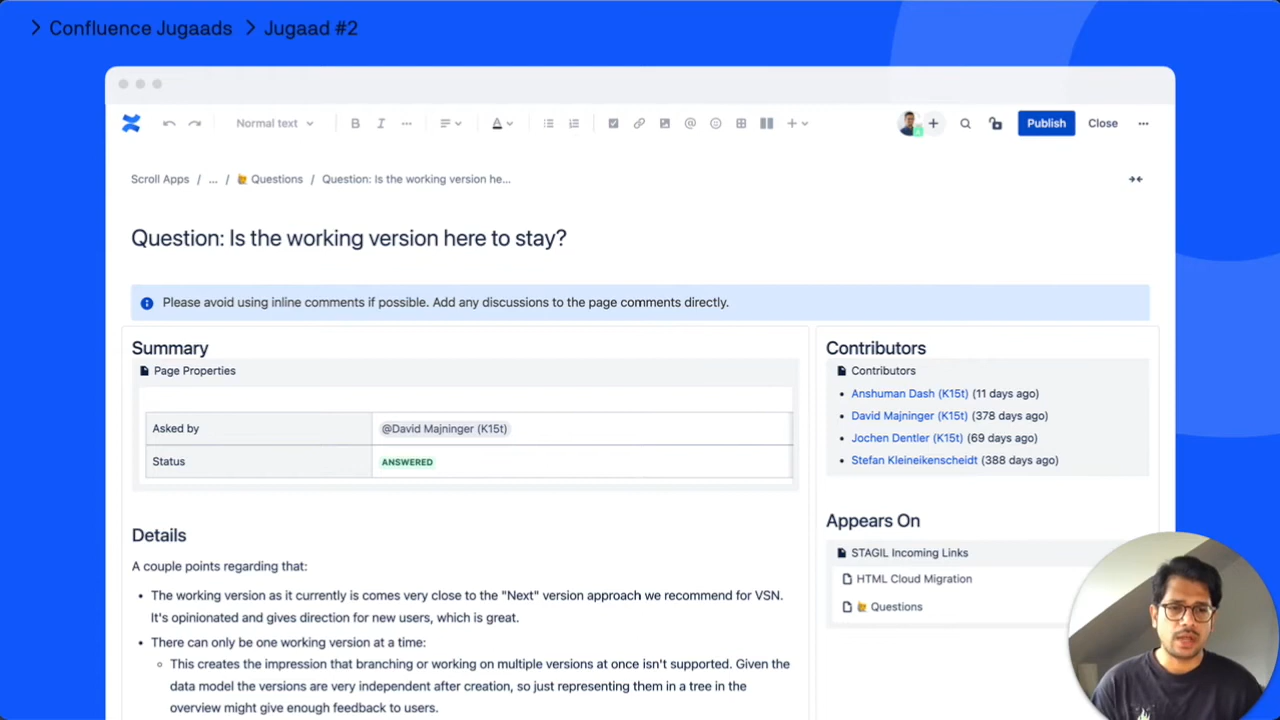 > Confluence Jugaads > Jugaad #2
Normal text
B I A @ Publish Close
Scroll Apps / ... / Questions / Question: Is the working version he...
Question: Is the working version here to stay?
Please avoid using inline comments if possible. Add any discussions to the page comments directly.
Summary
Page Properties
Asked by @David Majninger (K15t)
Status ANSWERED
Details
A couple points regarding that:
• The working version as it currently is comes very close to the "Next" version approach we recommend for VSN.
It's opinionated and gives direction for new users, which is great.
• There can only be one working version at a time:
◦ This creates the impression that branching or working on multiple versions at once isn't supported. Given the
data model the versions are very independent after creation, so just representing them in a tree in the
overview might give enough feedback to users.
Contributors
Contributors
• Anshuman Dash (K15t) (11 days ago)
• David Majninger (K15t) (378 days ago)
• Jochen Dentler (K15t) (69 days ago)
• Stefan Kleineikenscheidt (388 days ago)
Appears On
STAGIL Incoming Links
HTML Cloud Migration
Questions